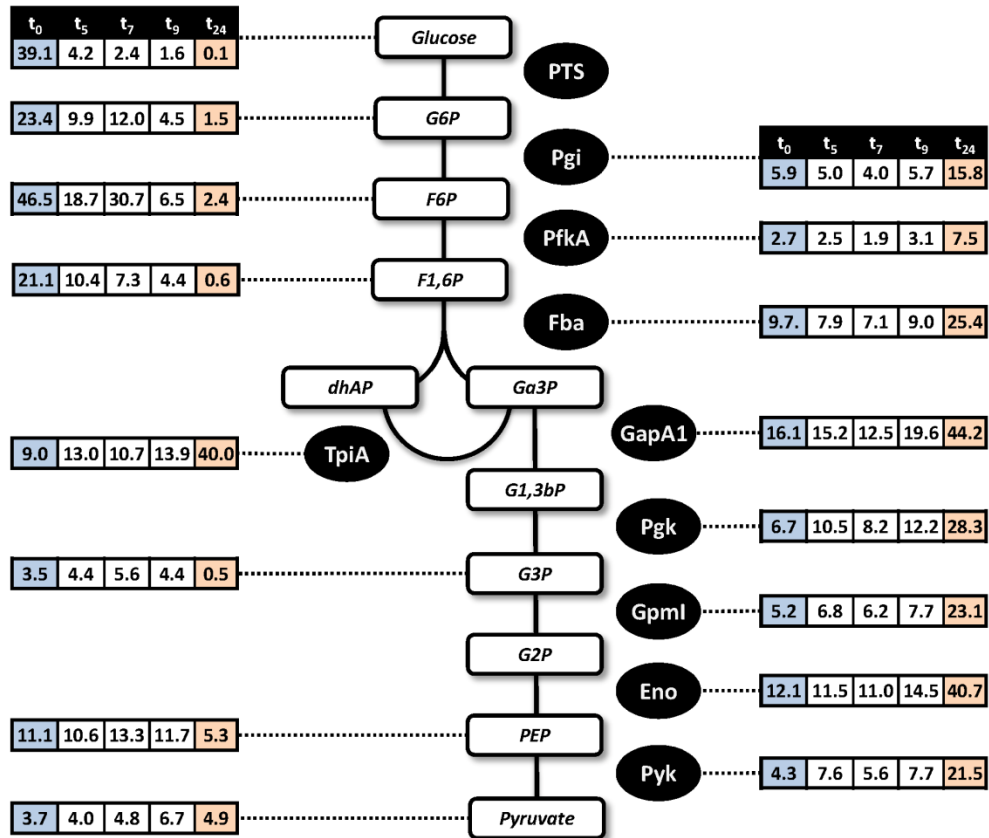 t0 t5 t7 t9 t24
39.1 4.2 2.4 1.6 0.1
Glucose
PTS
23.4 9.9 12.0 4.5 1.5
G6P
t0 t5 t7 t9 t24
Pgi
5.9 5.0 4.0 5.7 15.8
46.5 18.7 30.7 6.5 2.4
F6P
PfkA
2.7 2.5 1.9 3.1 7.5
21.1 10.4 7.3 4.4 0.6
F1,6P
Fba
9.7. 7.9 7.1 9.0 25.4
dhAP
Ga3P
GapA1
16.1 15.2 12.5 19.6 44.2
9.0 13.0 10.7 13.9 40.0
TpiA
G1,3bP
Pgk
6.7 10.5 8.2 12.2 28.3
3.5 4.4 5.6 4.4 0.5
G3P
GpmI
5.2 6.8 6.2 7.7 23.1
G2P
Eno
12.1 11.5 11.0 14.5 40.7
11.1 10.6 13.3 11.7 5.3
PEP
Pyk
4.3 7.6 5.6 7.7 21.5
3.7 4.0 4.8 6.7 4.9
Pyruvate